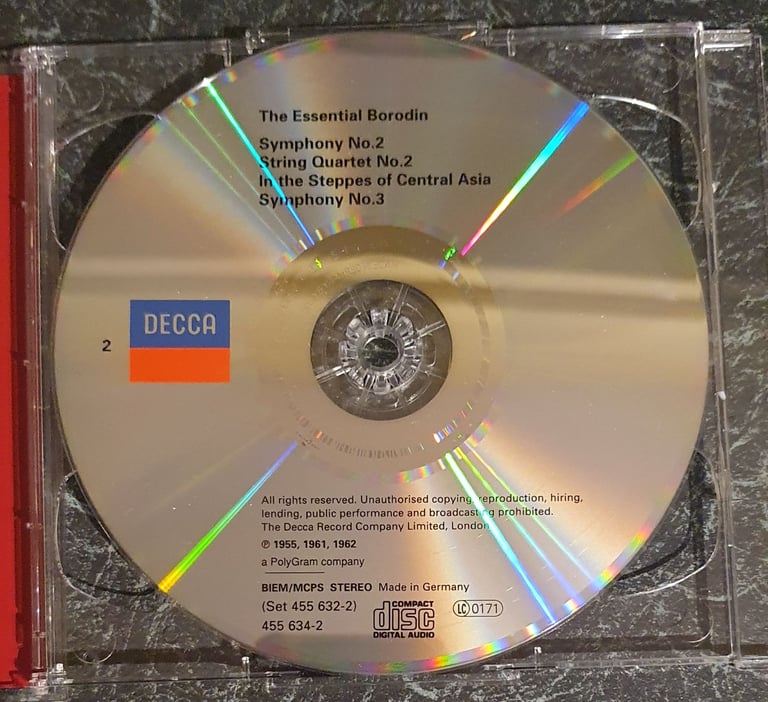 The Essential Borodin
Symphony No.2
String Quartet No.2
In the Steppes of Central Asia
Symphony No.3
DECCA
2
All rights reserved. Unauthorised copying, reproduction, hiring,
lending, public performance and broadcasting prohibited.
The Decca Record Company Limited, London
℗ 1955, 1961, 1962
a PolyGram company
BIEM/MCPS STEREO Made in Germany
(Set 455 632-2)
455 634-2
COMPACT
disc
DIGITAL AUDIO
LC 0171